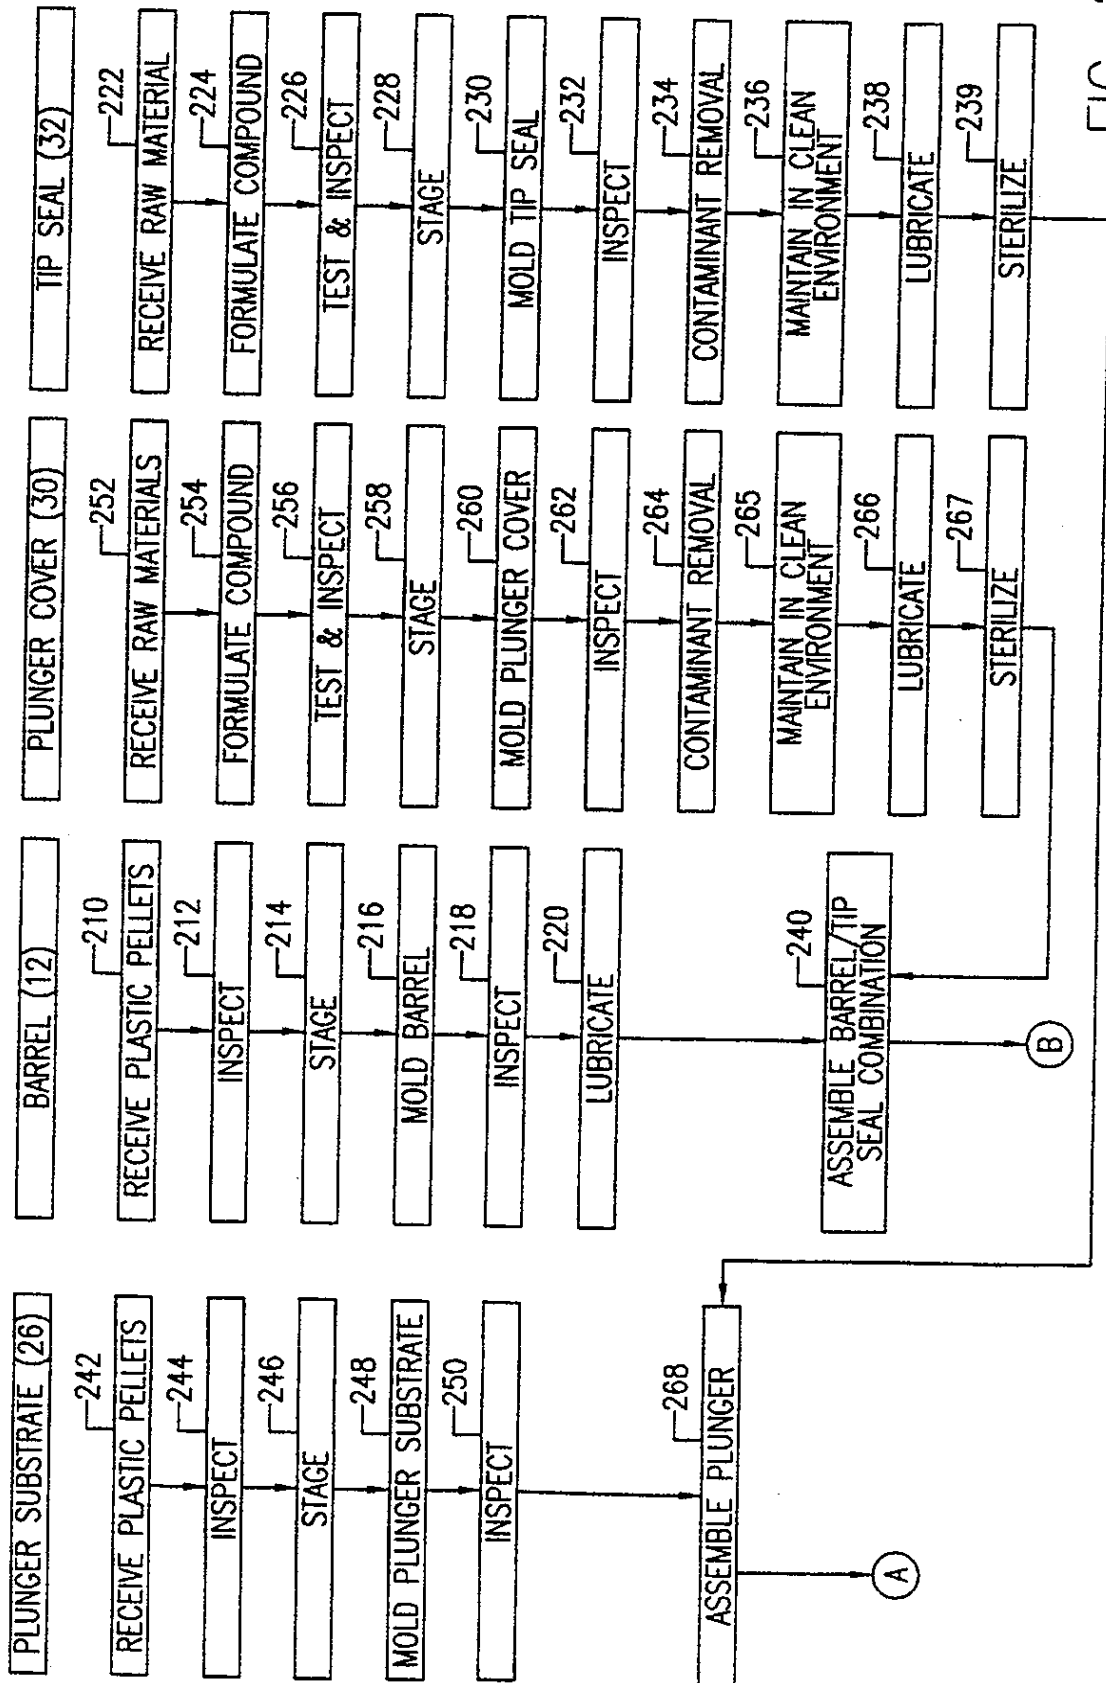 PLUNGER SUBSTRATE (26)
242
RECEIVE PLASTIC PELLETS
244
INSPECT
246
STAGE
248
MOLD PLUNGER SUBSTRATE
250
INSPECT
268
ASSEMBLE PLUNGER
A
BARREL (12)
210
RECEIVE PLASTIC PELLETS
212
INSPECT
214
STAGE
216
MOLD BARREL
218
INSPECT
220
LUBRICATE
240
ASSEMBLE BARREL/TIP
SEAL COMBINATION
B
PLUNGER COVER (30)
252
RECEIVE RAW MATERIALS
254
FORMULATE COMPOUND
256
TEST & INSPECT
258
STAGE
260
MOLD PLUNGER COVER
262
INSPECT
264
CONTAMINANT REMOVAL
265
MAINTAIN IN CLEAN
ENVIRONMENT
266
LUBRICATE
267
STERILIZE
TIP SEAL (32)
222
RECEIVE RAW MATERIAL
224
FORMULATE COMPOUND
226
TEST & INSPECT
228
STAGE
230
MOLD TIP SEAL
232
INSPECT
234
CONTAMINANT REMOVAL
236
MAINTAIN IN CLEAN
ENVIRONMENT
238
LUBRICATE
239
STERILIZE